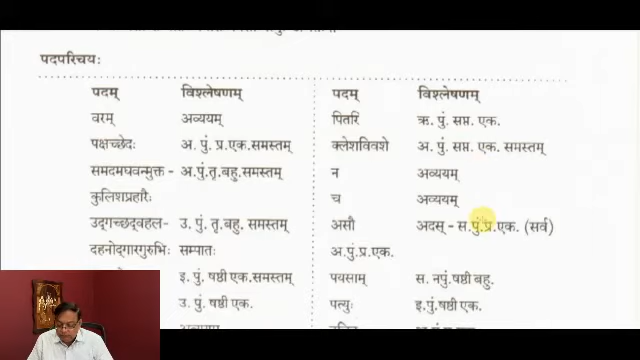 पदपरिचयः
पदम् विश्लेषणम्
वरम् अव्ययम्
पक्षच्छेदः अ. पुं. प्र.एक.समस्तम्
समदमघवन्मुक्त - अ.पुं.तृ.बहु.समस्तम्
कुलिशप्रहारैः
उद्गच्छद्वहल- उ. पुं.तृ.बहु. समस्तम्
दहनोद्गारगुरुभिः
इ. पुं. षष्ठी एक.समस्तम्
उ. पुं. षष्ठी एक.
पदम् विश्लेषणम्
पितरि ऋ. पुं. सप्त. एक.
क्लेशविवशे अ. पुं. सप्त. एक. समस्तम्
न अव्ययम्
च अव्ययम्
असौ अदस् - स.पुं.प्र.एक. (सर्व)
सम्पातः अ.पुं.प्र.एक.
पयसाम् स. नपुं.षष्ठी बहु.
पत्युः इ.पुं.षष्ठी एक.